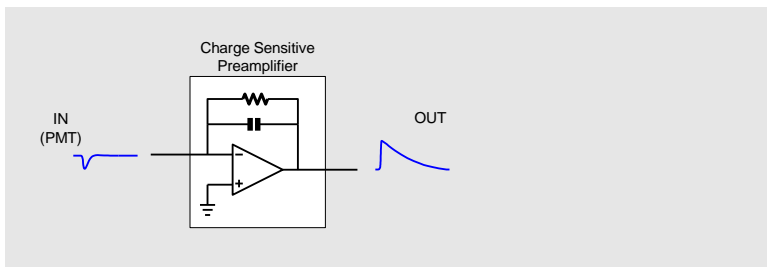 Charge Sensitive
Preamplifier
IN
(PMT)
OUT
−
+